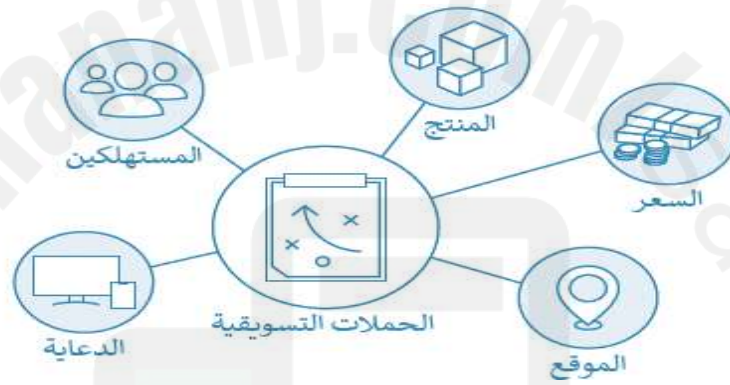 المنتج
المستهلكين
السعر
الحملات التسويقية
الدعاية
الموقع